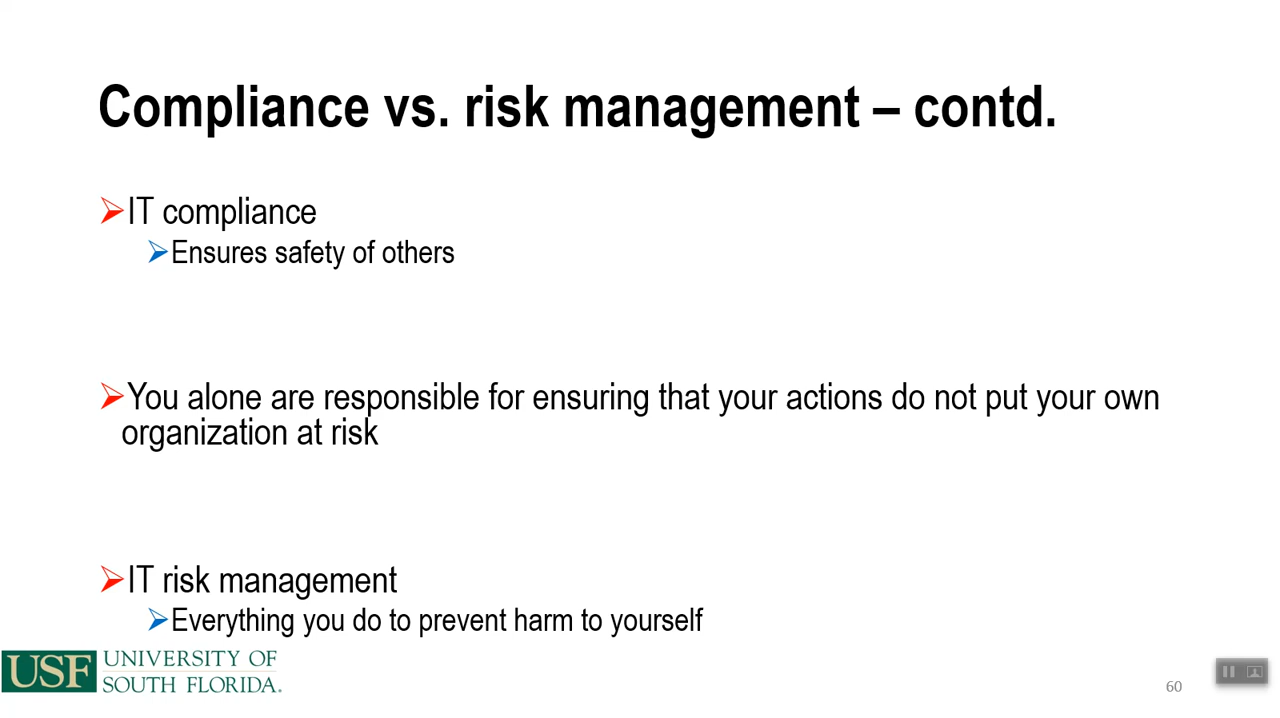 Compliance vs. risk management – contd.
IT compliance
Ensures safety of others
You alone are responsible for ensuring that your actions do not put your own
organization at risk
IT risk management
Everything you do to prevent harm to yourself
USF UNIVERSITY OF
SOUTH FLORIDA.
60